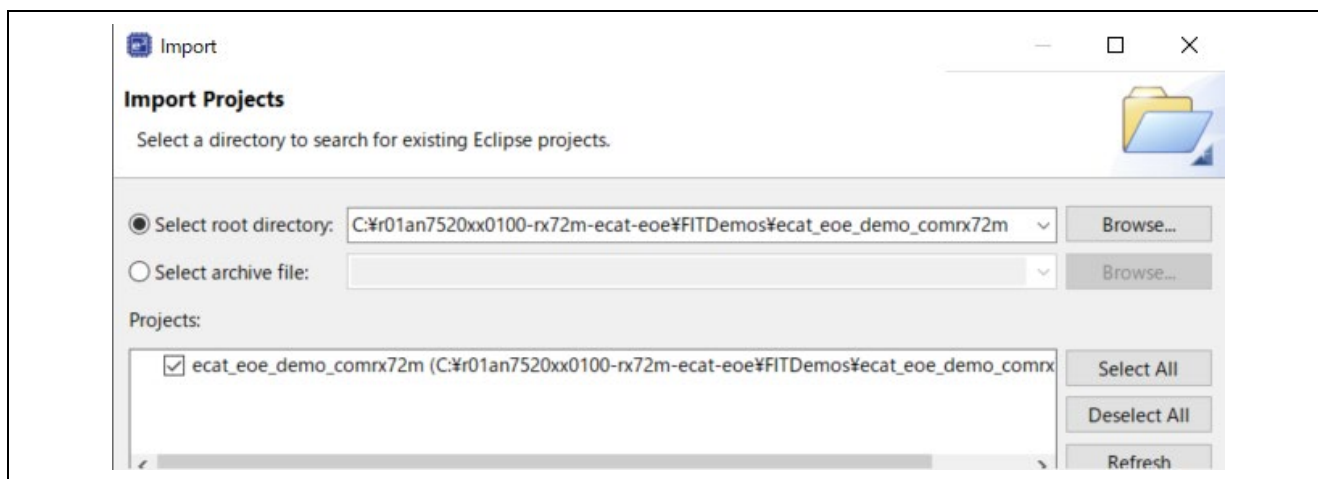 Import
Import Projects
Select a directory to search for existing Eclipse projects.
Select root directory: C:¥r01an7520xx0100-rx72m-ecat-eoe¥FITDemos¥ecat_eoe_demo_comrx72m Browse...
Select archive file: Browse...
Projects:
ecat_eoe_demo_comrx72m (C:¥r01an7520xx0100-rx72m-ecat-eoe¥FITDemos¥ecat_eoe_demo_comrx Select All
Deselect All
Refresh